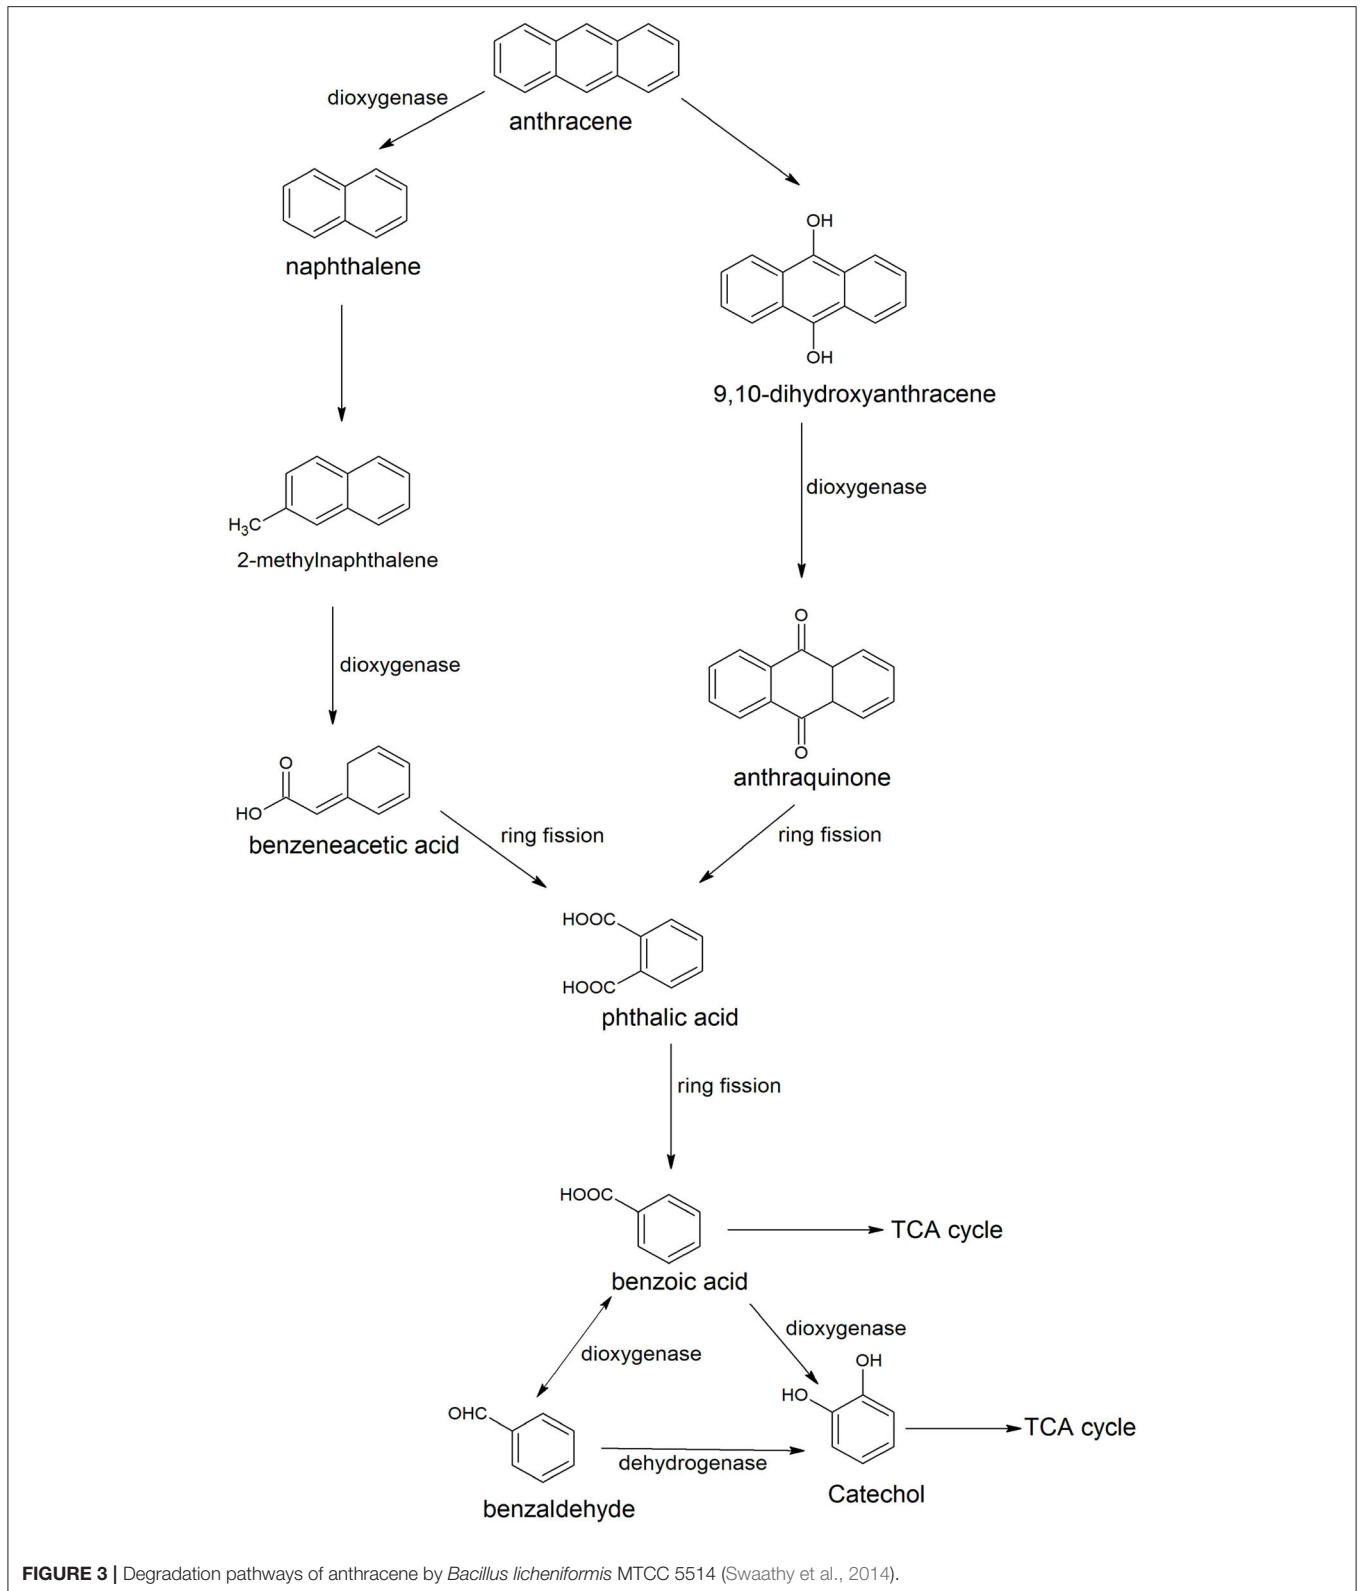 anthracene
dioxygenase
naphthalene
OH
OH
9,10-dihydroxyanthracene
dioxygenase
H3C
2-methylnaphthalene
dioxygenase
O
O
anthraquinone
O
HO
benzeneacetic acid
ring fission
ring fission
HOOC
HOOC
phthalic acid
ring fission
HOOC
benzoic acid
TCA cycle
dioxygenase
dioxygenase
OHC
benzaldehyde
dehydrogenase
OH
HO
Catechol
TCA cycle
FIGURE 3 | Degradation pathways of anthracene by Bacillus licheniformis MTCC 5514 (Swaathy et al., 2014).